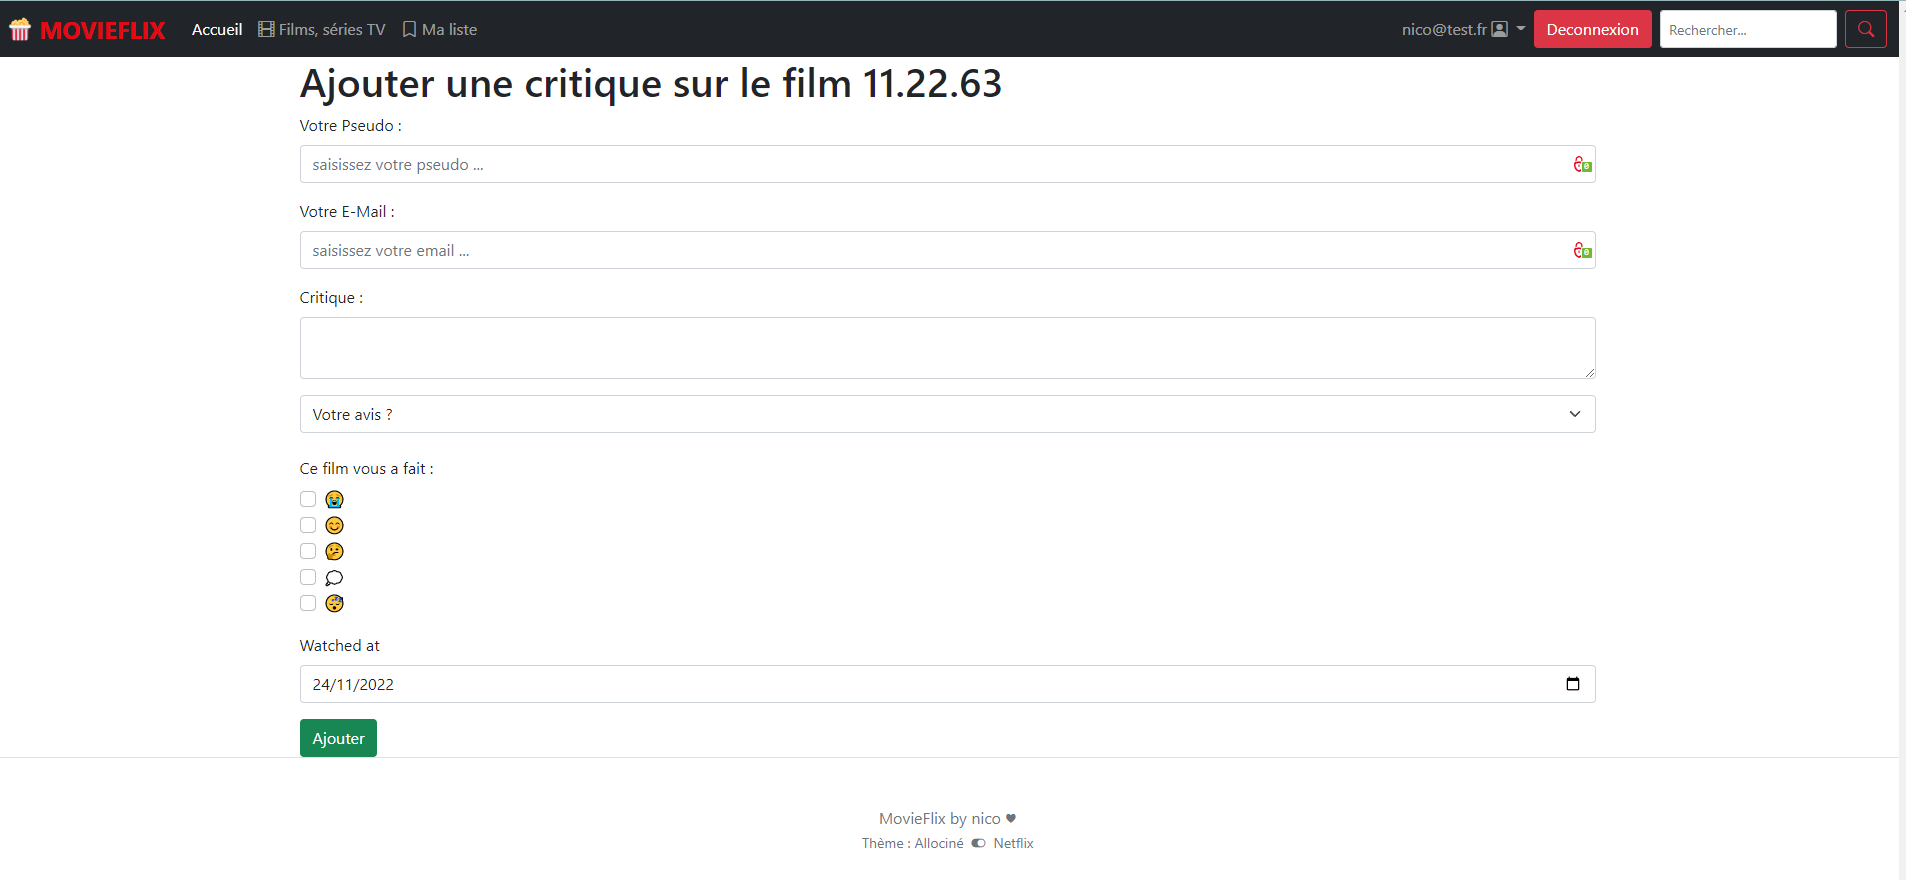 MOVIEFLIX Accueil Films, séries TV Ma liste nico@test.fr Deconnexion Rechercher...
Ajouter une critique sur le film 11.22.63
Votre Pseudo :
saisissez votre pseudo ...
Votre E-Mail :
saisissez votre email ...
Critique :
Votre avis ?
Ce film vous a fait :
Watched at
24/11/2022
Ajouter
MovieFlix by nico ♥
Thème : Allociné Netflix